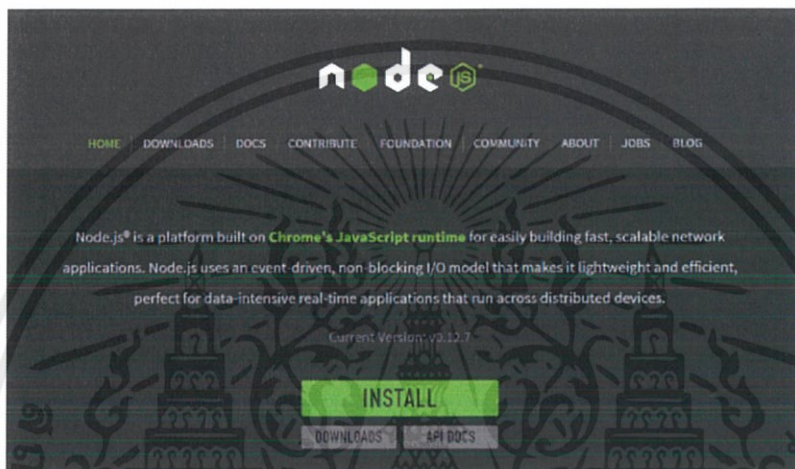 node JS
HOME DOWNLOADS DOCS CONTRIBUTE FOUNDATION COMMUNITY ABOUT JOBS BLOG
Node.js® is a platform built on Chrome's JavaScript runtime for easily building fast, scalable network
applications. Node.js uses an event-driven, non-blocking I/O model that makes it lightweight and efficient,
perfect for data-intensive real-time applications that run across distributed devices.
Current Version: v0.12.7
INSTALL
DOWNLOADS API DOCS